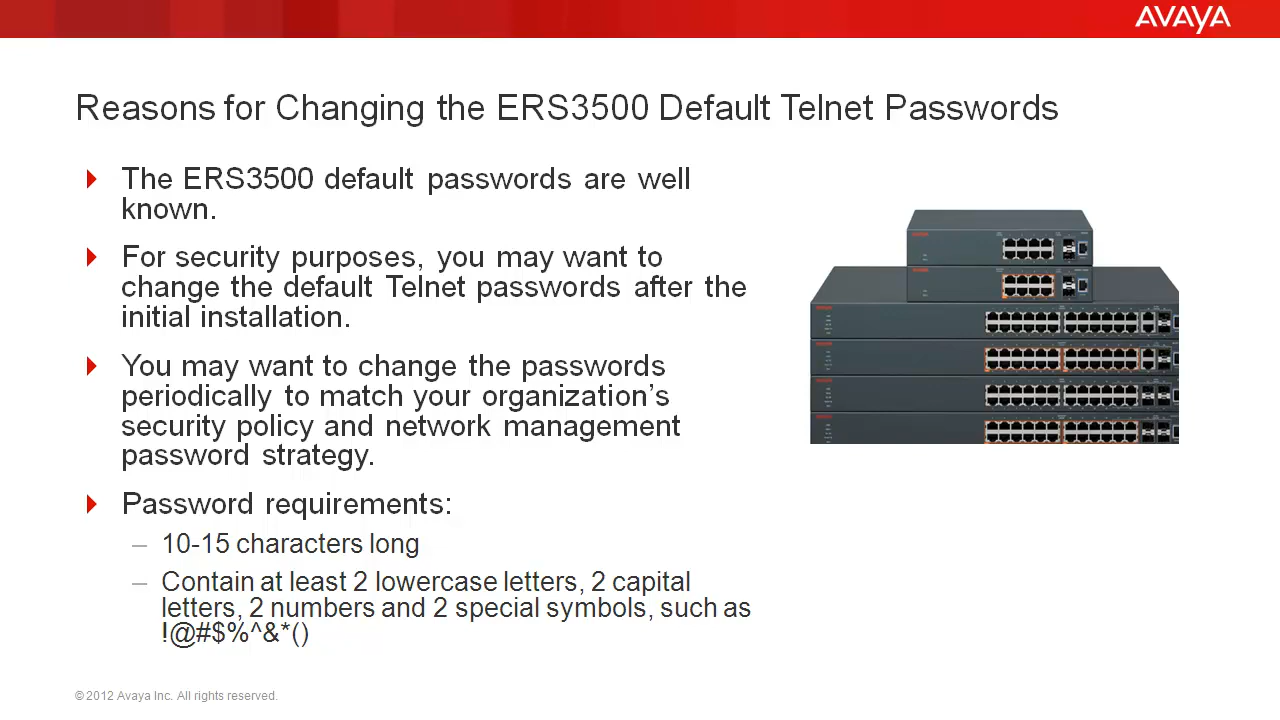 AVAYA
Reasons for Changing the ERS3500 Default Telnet Passwords
The ERS3500 default passwords are well
known.
For security purposes, you may want to
change the default Telnet passwords after the
initial installation.
You may want to change the passwords
periodically to match your organization’s
security policy and network management
password strategy.
Password requirements:
– 10-15 characters long
– Contain at least 2 lowercase letters, 2 capital
letters, 2 numbers and 2 special symbols, such as
!@#$%^&*()
© 2012 Avaya Inc. All rights reserved.